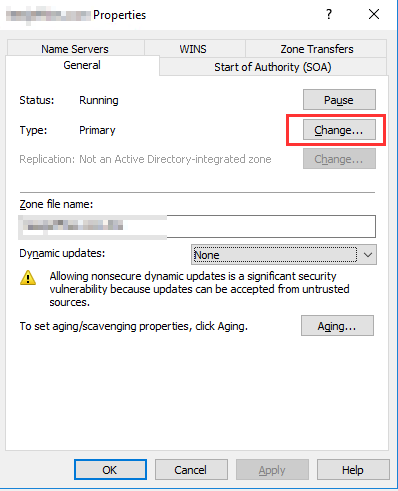 Properties
Name Servers WINS Zone Transfers
General Start of Authority (SOA)
Status: Running Pause
Type: Primary Change...
Replication: Not an Active Directory-integrated zone Change...
Zone file name:
Dynamic updates: None
Allowing nonsecure dynamic updates is a significant security
vulnerability because updates can be accepted from untrusted
sources.
To set aging/scavenging properties, click Aging. Aging...
OK Cancel Apply Help